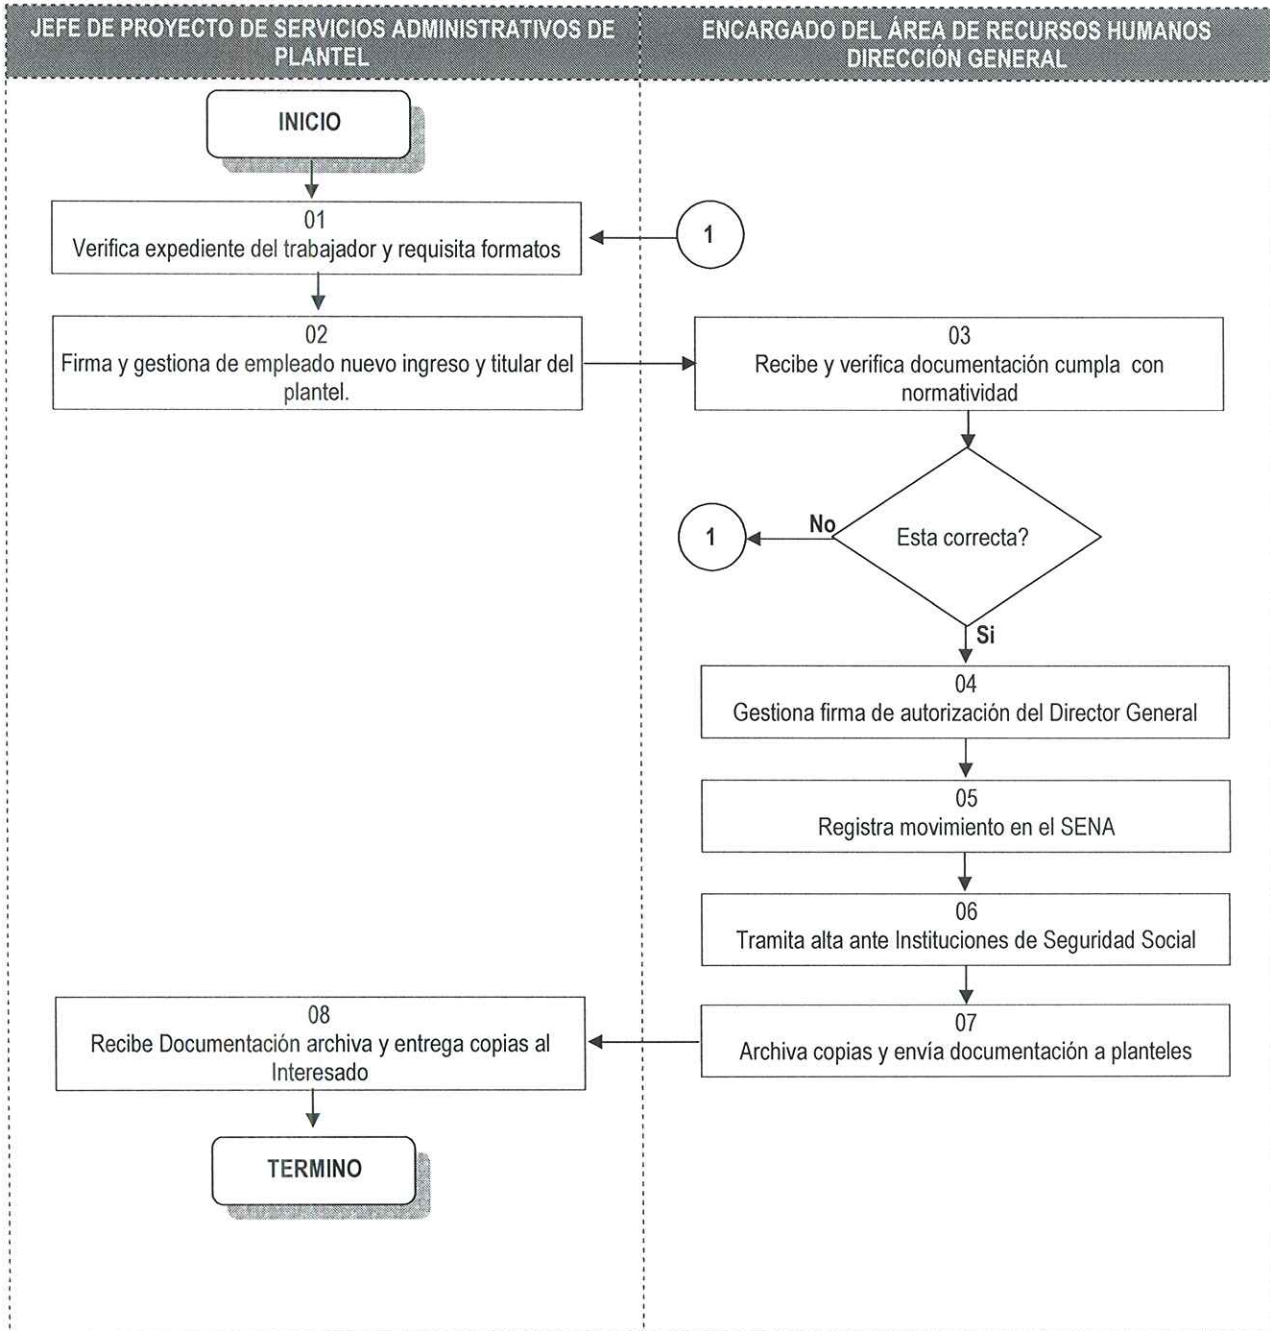 JEFE DE PROYECTO DE SERVICIOS ADMINISTRATIVOS DE
PLANTEL
ENCARGADO DEL ÁREA DE RECURSOS HUMANOS
DIRECCIÓN GENERAL
INICIO
01
Verifica expediente del trabajador y requisita formatos
1
02
Firma y gestiona de empleado nuevo ingreso y titular del
plantel.
03
Recibe y verifica documentación cumpla con
normatividad
Esta correcta?
No
1
Si
04
Gestiona firma de autorización del Director General
05
Registra movimiento en el SENA
06
Tramita alta ante Instituciones de Seguridad Social
07
Archiva copias y envía documentación a planteles
08
Recibe Documentación archiva y entrega copias al
Interesado
TERMINO